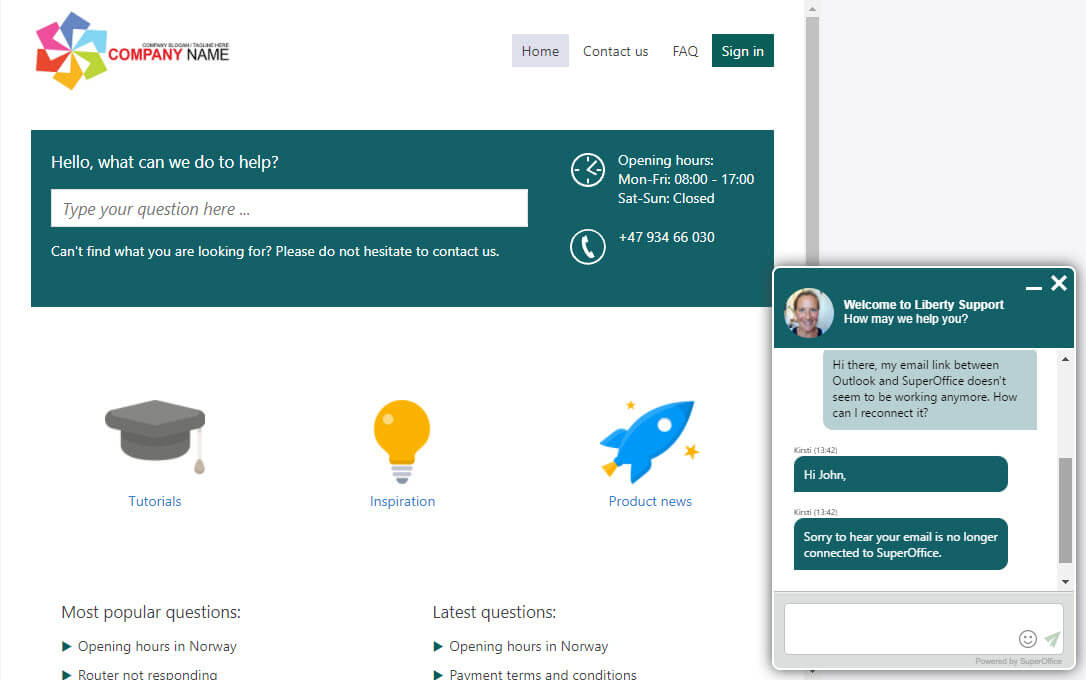 COMPANY SLOGAN / TAGLINE HERE
COMPANY NAME
Home
Contact us
FAQ
Sign in
Hello, what can we do to help?
Type your question here ...
Can't find what you are looking for? Please do not hesitate to contact us.
Opening hours:
Mon-Fri: 08:00 - 17:00
Sat-Sun: Closed
+47 934 66 030
Tutorials
Inspiration
Product news
Most popular questions:
Opening hours in Norway
Router not responding
Latest questions:
Opening hours in Norway
Payment terms and conditions
Welcome to Liberty Support
How may we help you?
Hi there, my email link between
Outlook and SuperOffice doesn't
seem to be working anymore. How
can I reconnect it?
Kirsti (13:42)
Hi John,
Kirsti (13:42)
Sorry to hear your email is no longer
connected to SuperOffice.
Powered by SuperOffice